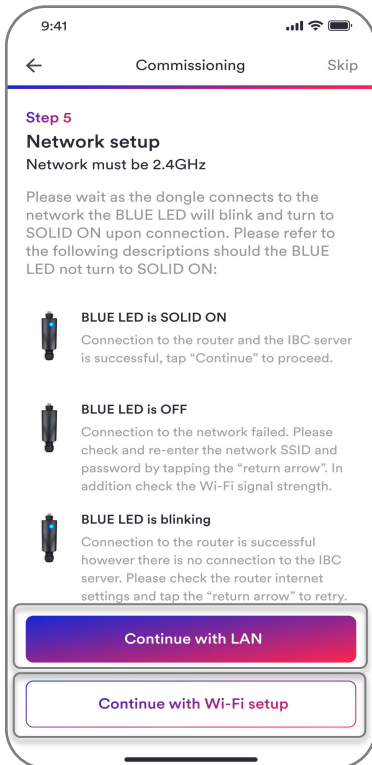 9:41
Commissioning
Skip
Step 5
Network setup
Network must be 2.4GHz
Please wait as the dongle connects to the
network the BLUE LED will blink and turn to
SOLID ON upon connection. Please refer to
the following descriptions should the BLUE
LED not turn to SOLID ON:
BLUE LED is SOLID ON
Connection to the router and the IBC server
is successful, tap “Continue” to proceed.
BLUE LED is OFF
Connection to the network failed. Please
check and re-enter the network SSID and
password by tapping the “return arrow”. In
addition check the Wi-Fi signal strength.
BLUE LED is blinking
Connection to the router is successful
however there is no connection to the IBC
server. Please check the router internet
settings and tap the “return arrow” to retry.
Continue with LAN
Continue with Wi-Fi setup